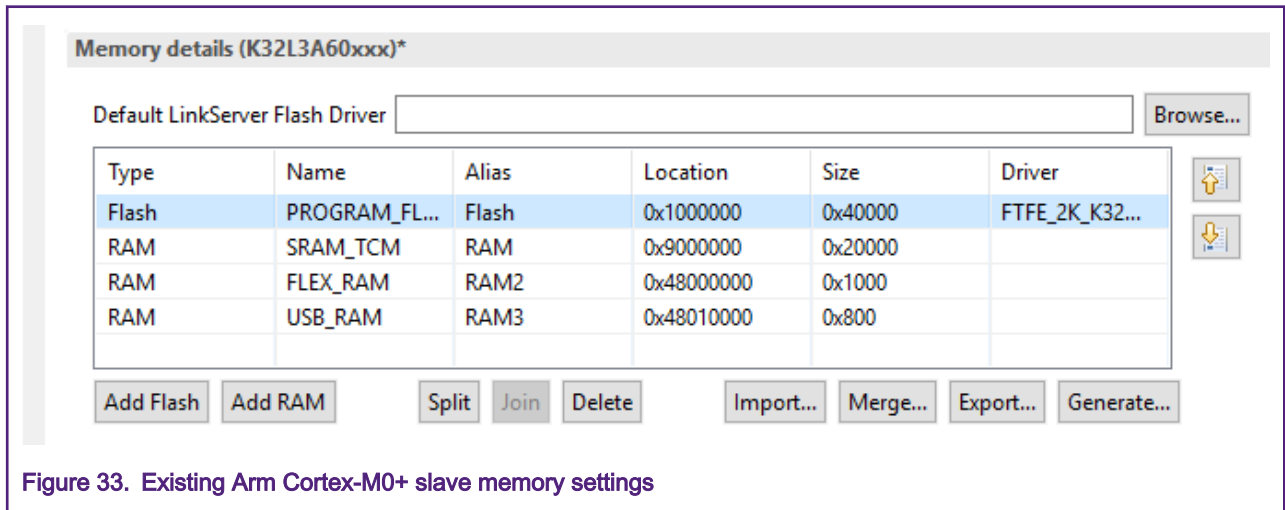 Memory details (K32L3A60xxx)*
Default LinkServer Flash Driver Browse...
Type Name Alias Location Size Driver
Flash PROGRAM_FL... Flash 0x1000000 0x40000 FTFE_2K_K32...
RAM SRAM_TCM RAM 0x9000000 0x20000
RAM FLEX_RAM RAM2 0x48000000 0x1000
RAM USB_RAM RAM3 0x48010000 0x800
Add Flash Add RAM Split Join Delete Import... Merge... Export... Generate...
Figure 33. Existing Arm Cortex-M0+ slave memory settings